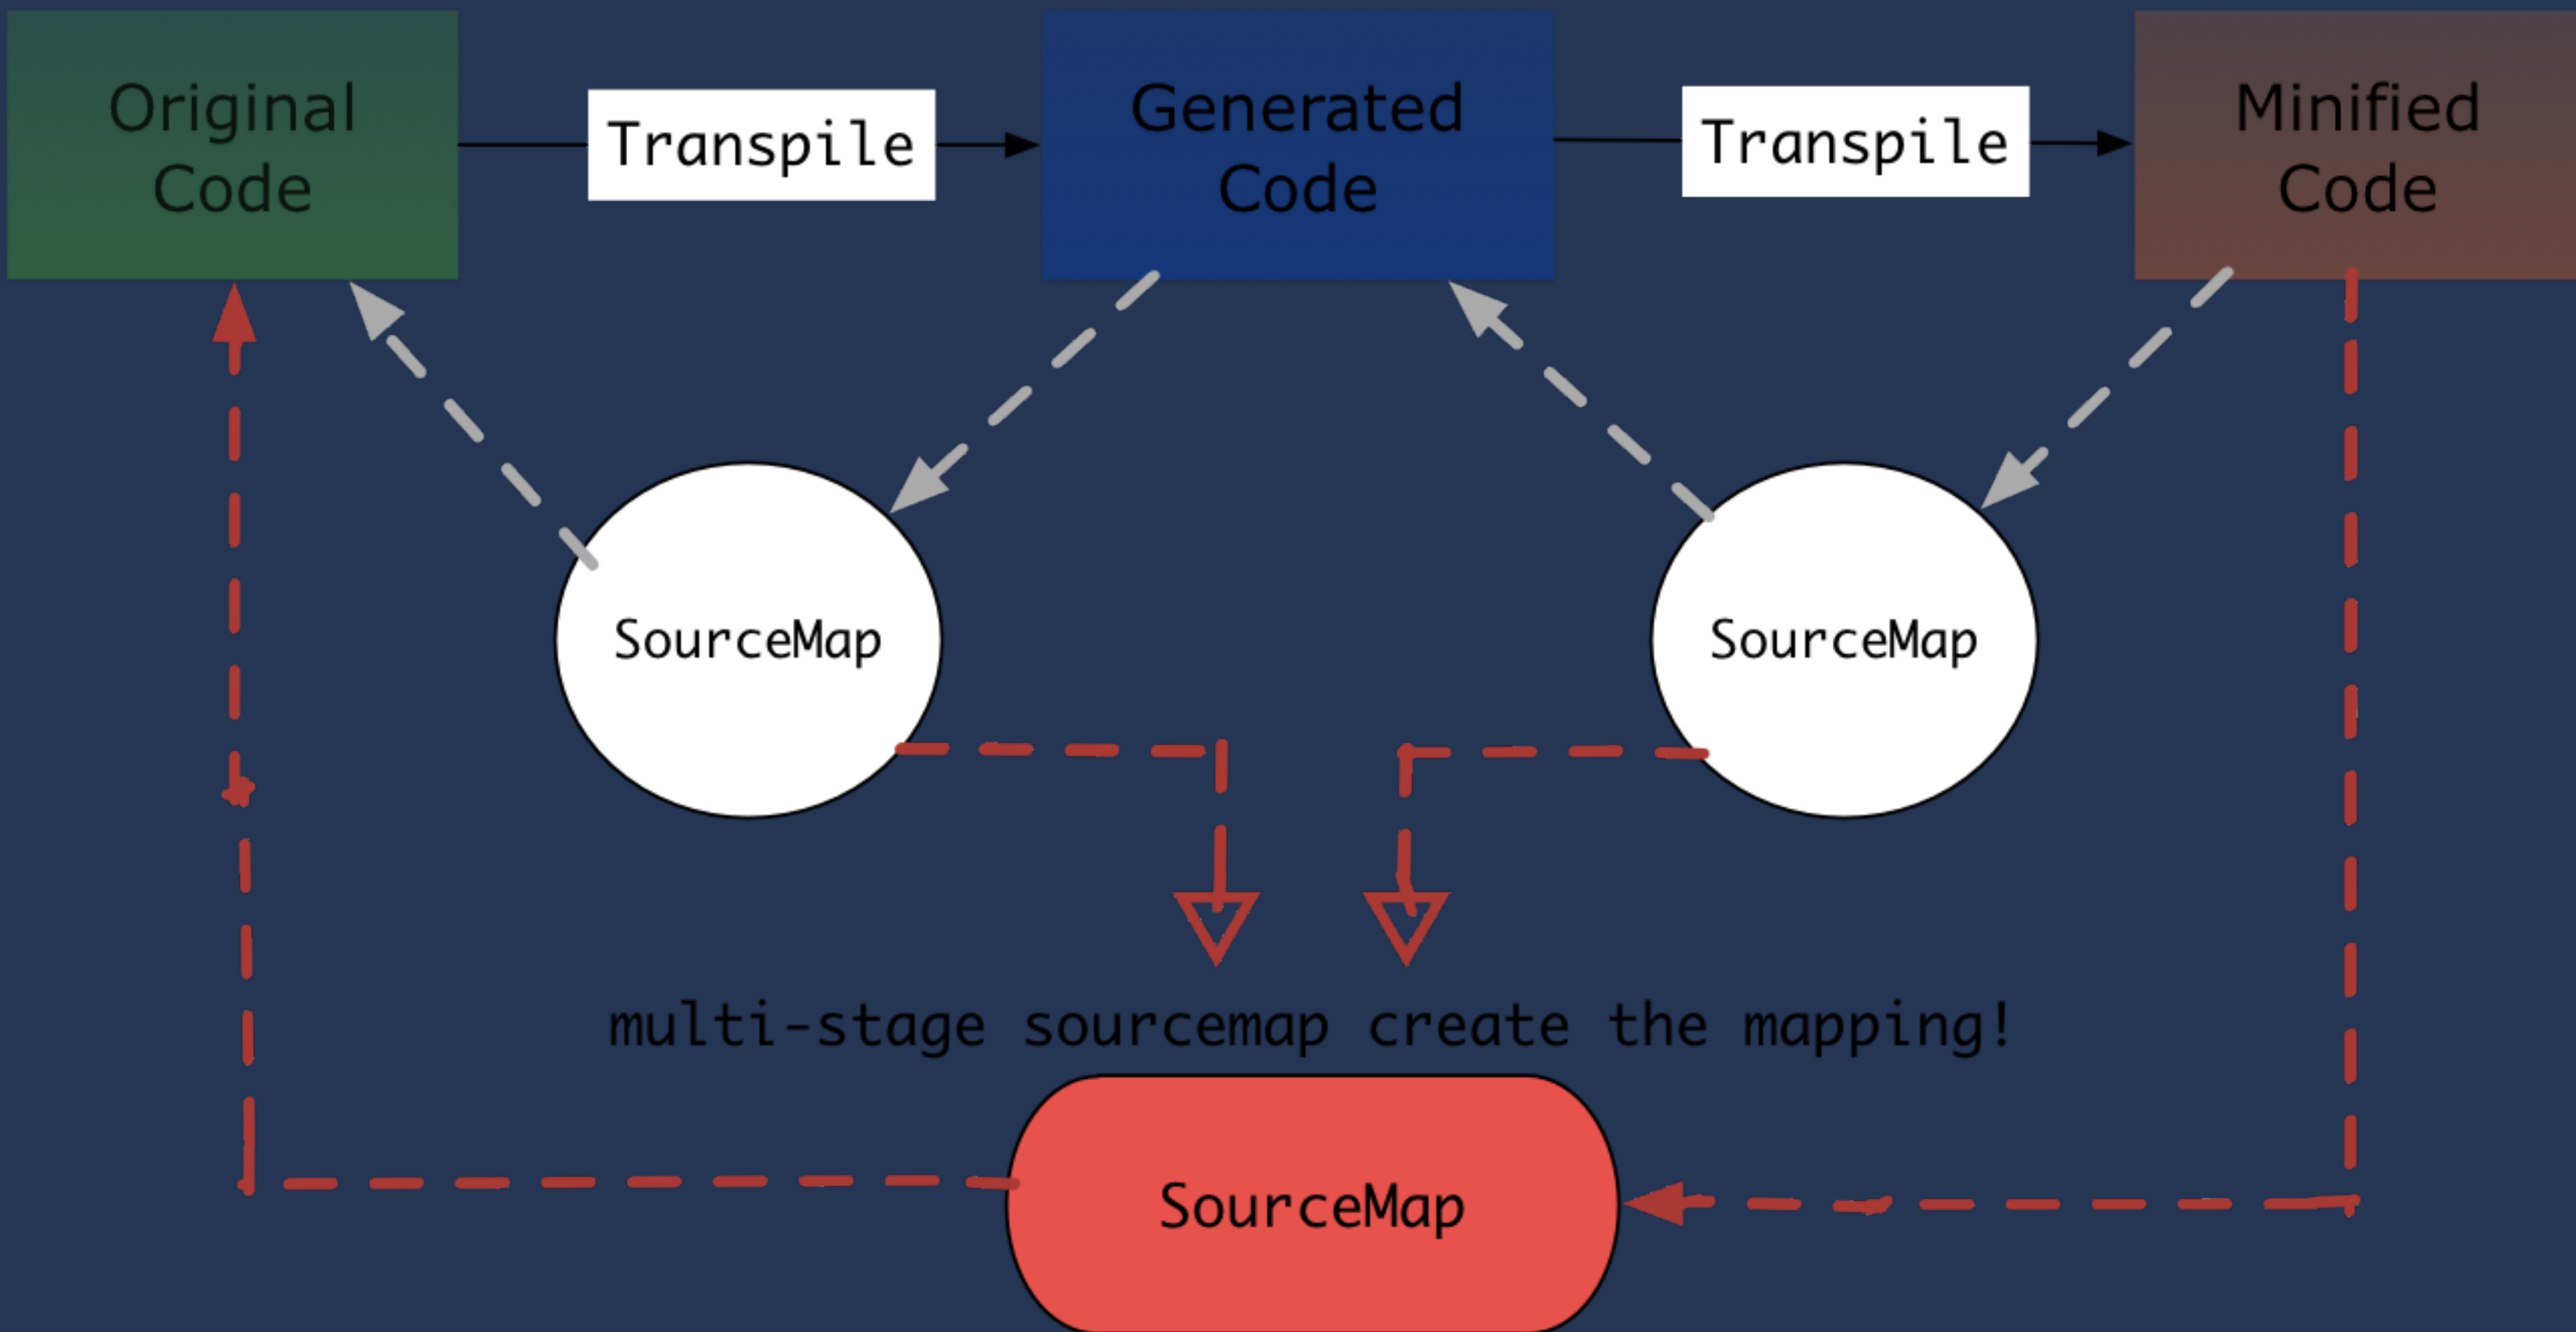 Original
Code
Transpile
Generated
Code
Transpile
Minified
Code
SourceMap
SourceMap
multi-stage sourcemap create the mapping!
SourceMap